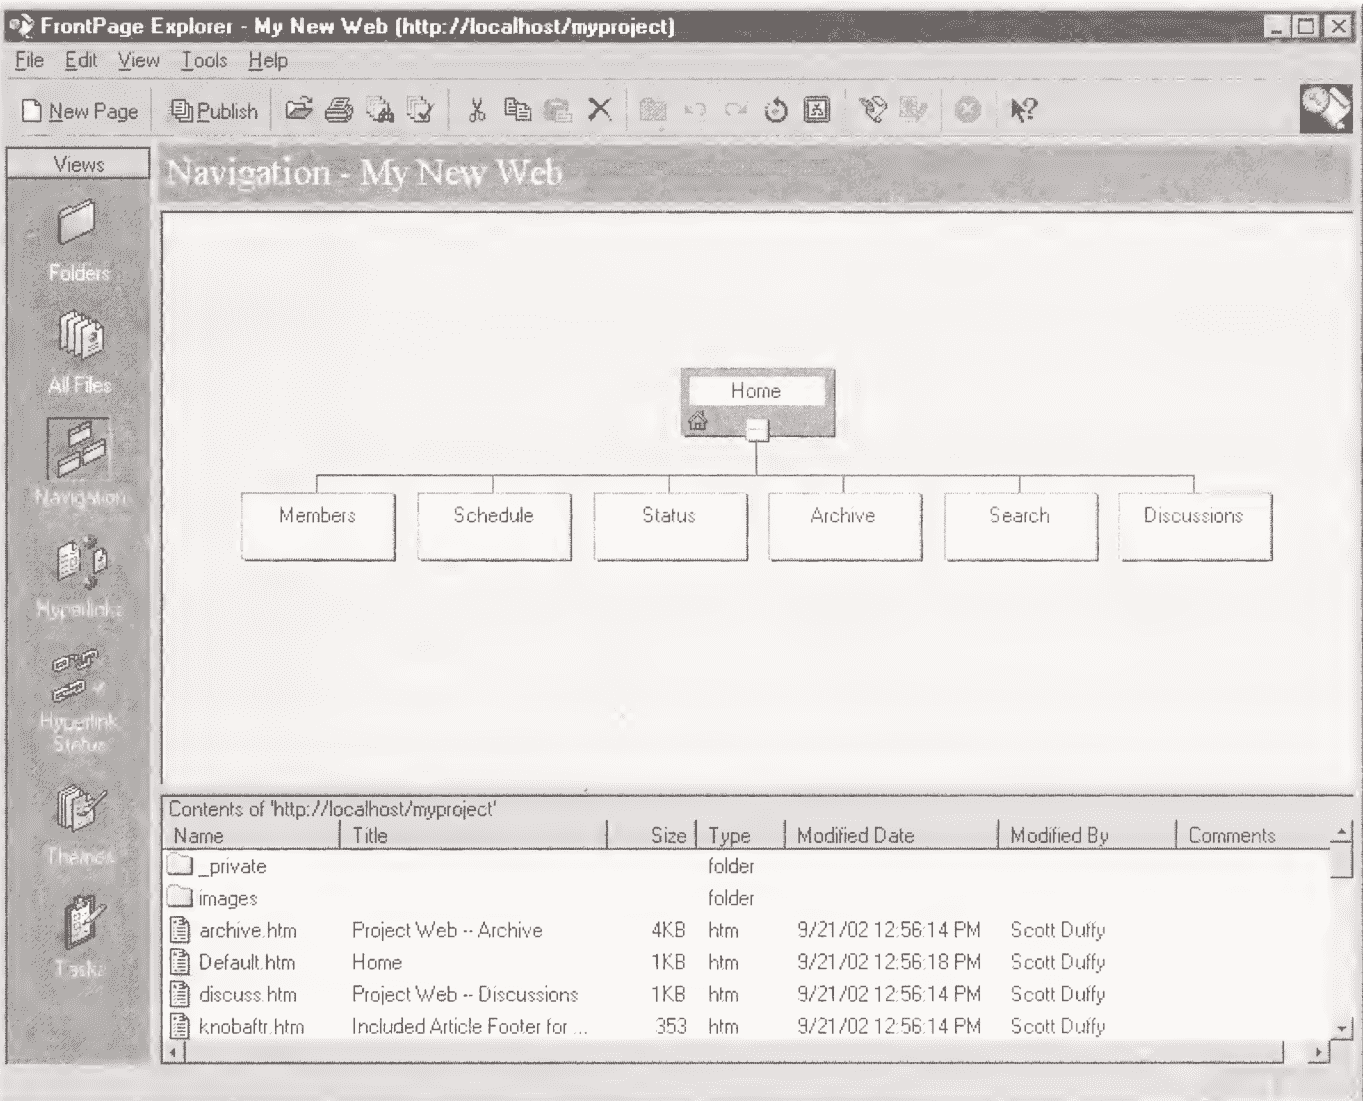 FrontPage Explorer - My New Web (http://localhost/myproject)
File Edit View Tools Help
New Page Publish
Views
Navigation - My New Web
Folders
All Files
Navigation
Hyperlinks
Hyperlink
Status
Themes
Tasks
Home
Members Schedule Status Archive Search Discussions
Contents of 'http://localhost/myproject'
Name Title Size Type Modified Date Modified By Comments
_private folder
images folder
archive.htm Project Web -- Archive 4KB htm 9/21/02 12:56:14 PM Scott Duffy
Default.htm Home 1KB htm 9/21/02 12:56:18 PM Scott Duffy
discuss.htm Project Web -- Discussions 1KB htm 9/21/02 12:56:14 PM Scott Duffy
knobaftr.htm Included Article Footer for ... 353 htm 9/21/02 12:56:14 PM Scott Duffy